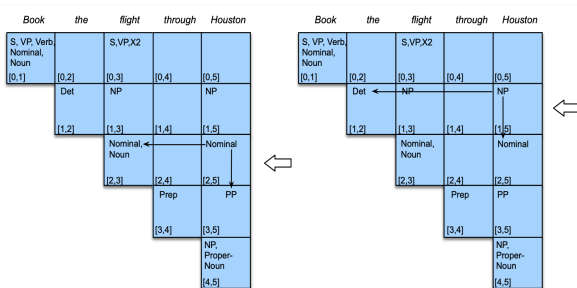 Book the flight through Houston
S, VP, Verb, S,VP,X2
Nominal,
Noun
[0,1] [0,2] [0,3] [0,4] [0,5]
Det NP NP
[1,2] [1,3] [1,4] [1,5]
Nominal, Nominal
Noun
[2,3] [2,4] [2,5]
Prep PP
[3,4] [3,5]
NP,
Proper-
Noun
[4,5]
Book the flight through Houston
S, VP, Verb, S,VP,X2
Nominal,
Noun
[0,1] [0,2] [0,3] [0,4] [0,5]
Det NP NP
[1,2] [1,3] [1,4] [1,5]
Nominal, Nominal
Noun
[2,3] [2,4] [2,5]
Prep PP
[3,4] [3,5]
NP,
Proper-
Noun
[4,5]